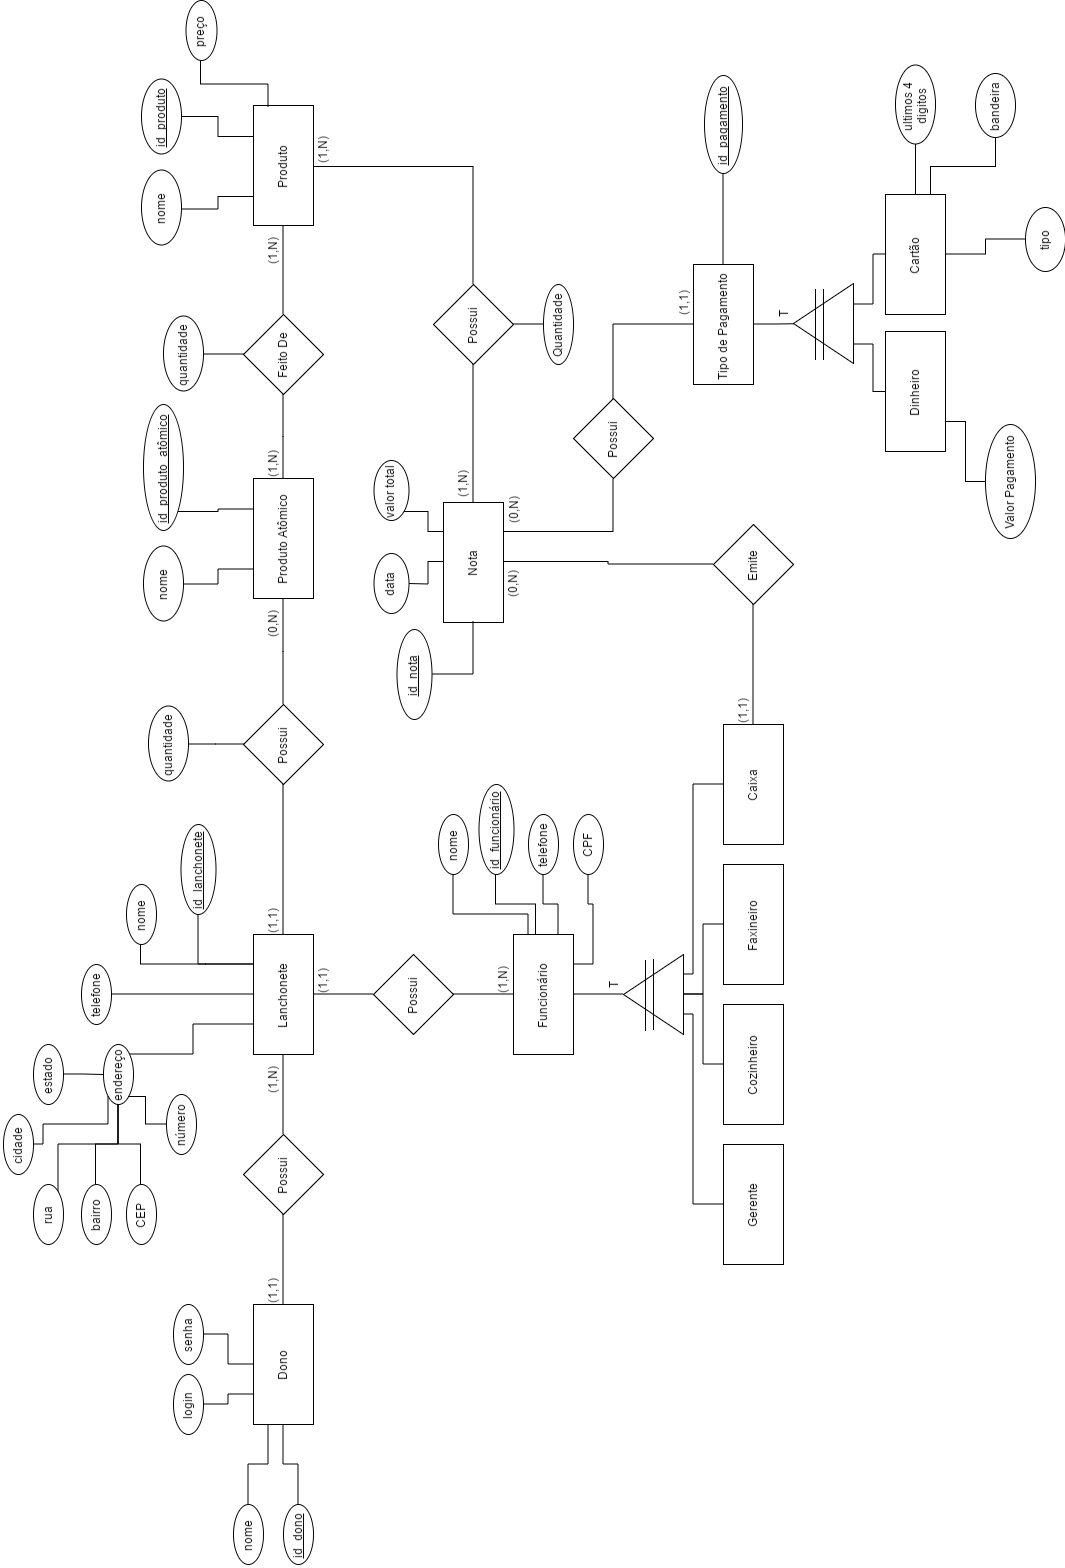 nome
id_dono
login
senha
Dono
(1,1)
Possui
(1,N)
rua
bairro
CEP
cidade
número
estado
endereço
telefone
nome
id_lanchonete
Lanchonete
(1,1)
(1,1)
Possui
quantidade
(0,N)
Produto Atômico
nome
id_produto_atômico
(1,N)
Feito De
quantidade
(1,N)
Produto
nome
id_produto
preço
(1,N)
Possui
Quantidade
(1,N)
Nota
id_nota
data
valor total
(0,N)
(0,N)
Possui
(1,N)
Funcionário
nome
id_funcionário
telefone
CPF
T
Gerente
Cozinheiro
Faxineiro
Caixa
(1,1)
Emite
Possui
(1,1)
Tipo de Pagamento
id_pagamento
T
Dinheiro
Valor Pagamento
Cartão
ultimos 4
digitos
bandeira
tipo